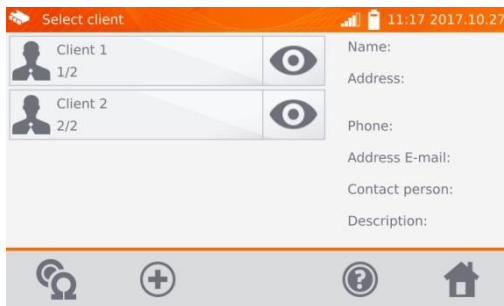 Select client
11:17 2017.10.27
Client 1
1/2
Client 2
2/2
Name:
Address:
Phone:
Address E-mail:
Contact person:
Description: